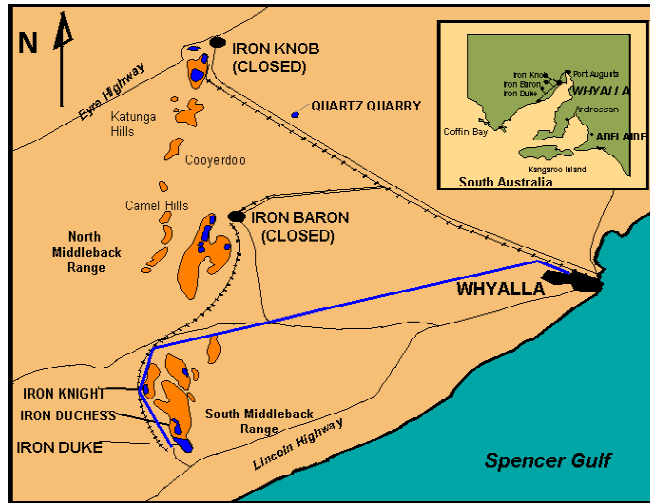 N
IRON KNOB
(CLOSED)
Eyre Highway
Katunga
Hills
QUARTZ QUARRY
Cooyerdoo
Camel Hills
IRON BARON
(CLOSED)
North
Middleback
Range
WHYALLA
IRON KNIGHT
IRON DUCHESS
IRON DUKE
South Middleback
Range
Lincoln Highway
Spencer Gulf
Iron Knob
Iron Baron
Iron Duke
Port Augusta
WHYALLA
Ardrossan
Coffin Bay
ADELAIDE
Kangaroo Island
South Australia